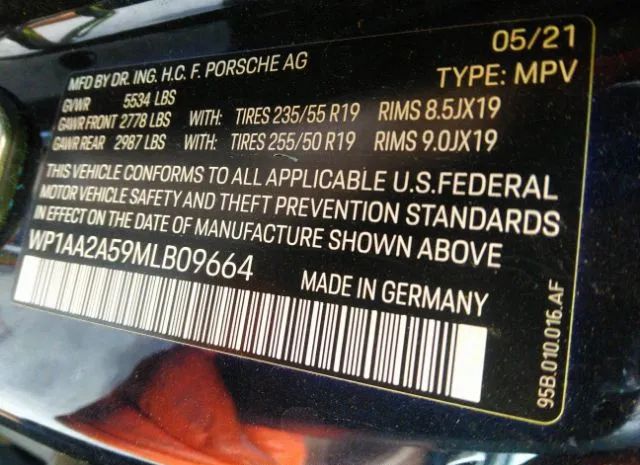 05/21
MFD BY DR. ING. H.C. F. PORSCHE AG TYPE: MPV
GVWR 5534 LBS
GAWR FRONT 2778 LBS WITH: TIRES 235/55 R19 RIMS 8.5JX19
GAWR REAR 2987 LBS WITH: TIRES 255/50 R19 RIMS 9.0JX19
THIS VEHICLE CONFORMS TO ALL APPLICABLE U.S.FEDERAL
MOTOR VEHICLE SAFETY AND THEFT PREVENTION STANDARDS
IN EFFECT ON THE DATE OF MANUFACTURE SHOWN ABOVE
WP1AA2A59MLB09664 MADE IN GERMANY
95B.010.016.AF